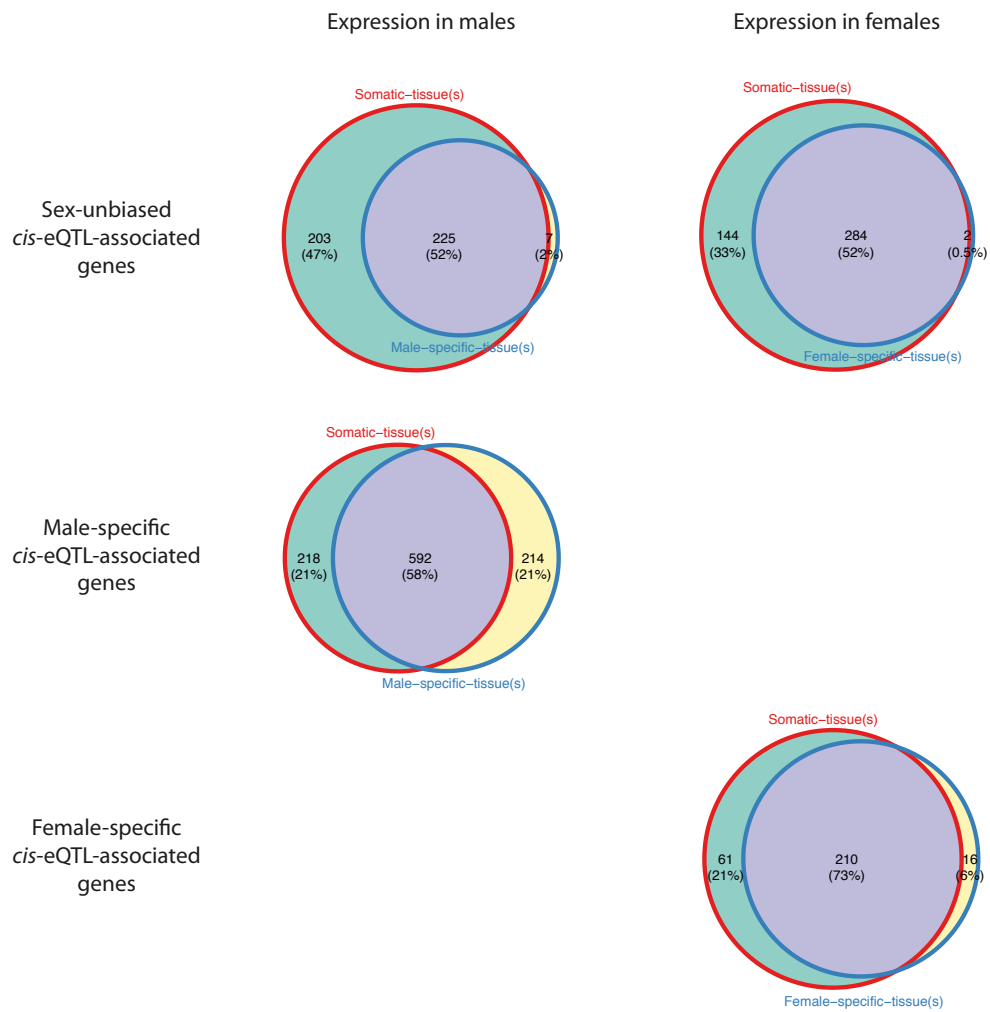 Expression in males
Expression in females
Sex-unbiased
cis-eQTL-associated
genes
Somatic−tissue(s)
203
(47%)
225
(52%)
7
(2%)
Male−specific−tissue(s)
Somatic−tissue(s)
144
(33%)
284
(52%)
2
(0.5%)
Female−specific−tissue(s)
Male-specific
cis-eQTL-associated
genes
Somatic−tissue(s)
218
(21%)
592
(58%)
214
(21%)
Male−specific−tissue(s)
Female-specific
cis-eQTL-associated
genes
Somatic−tissue(s)
61
(21%)
210
(73%)
16
(6%)
Female−specific−tissue(s)